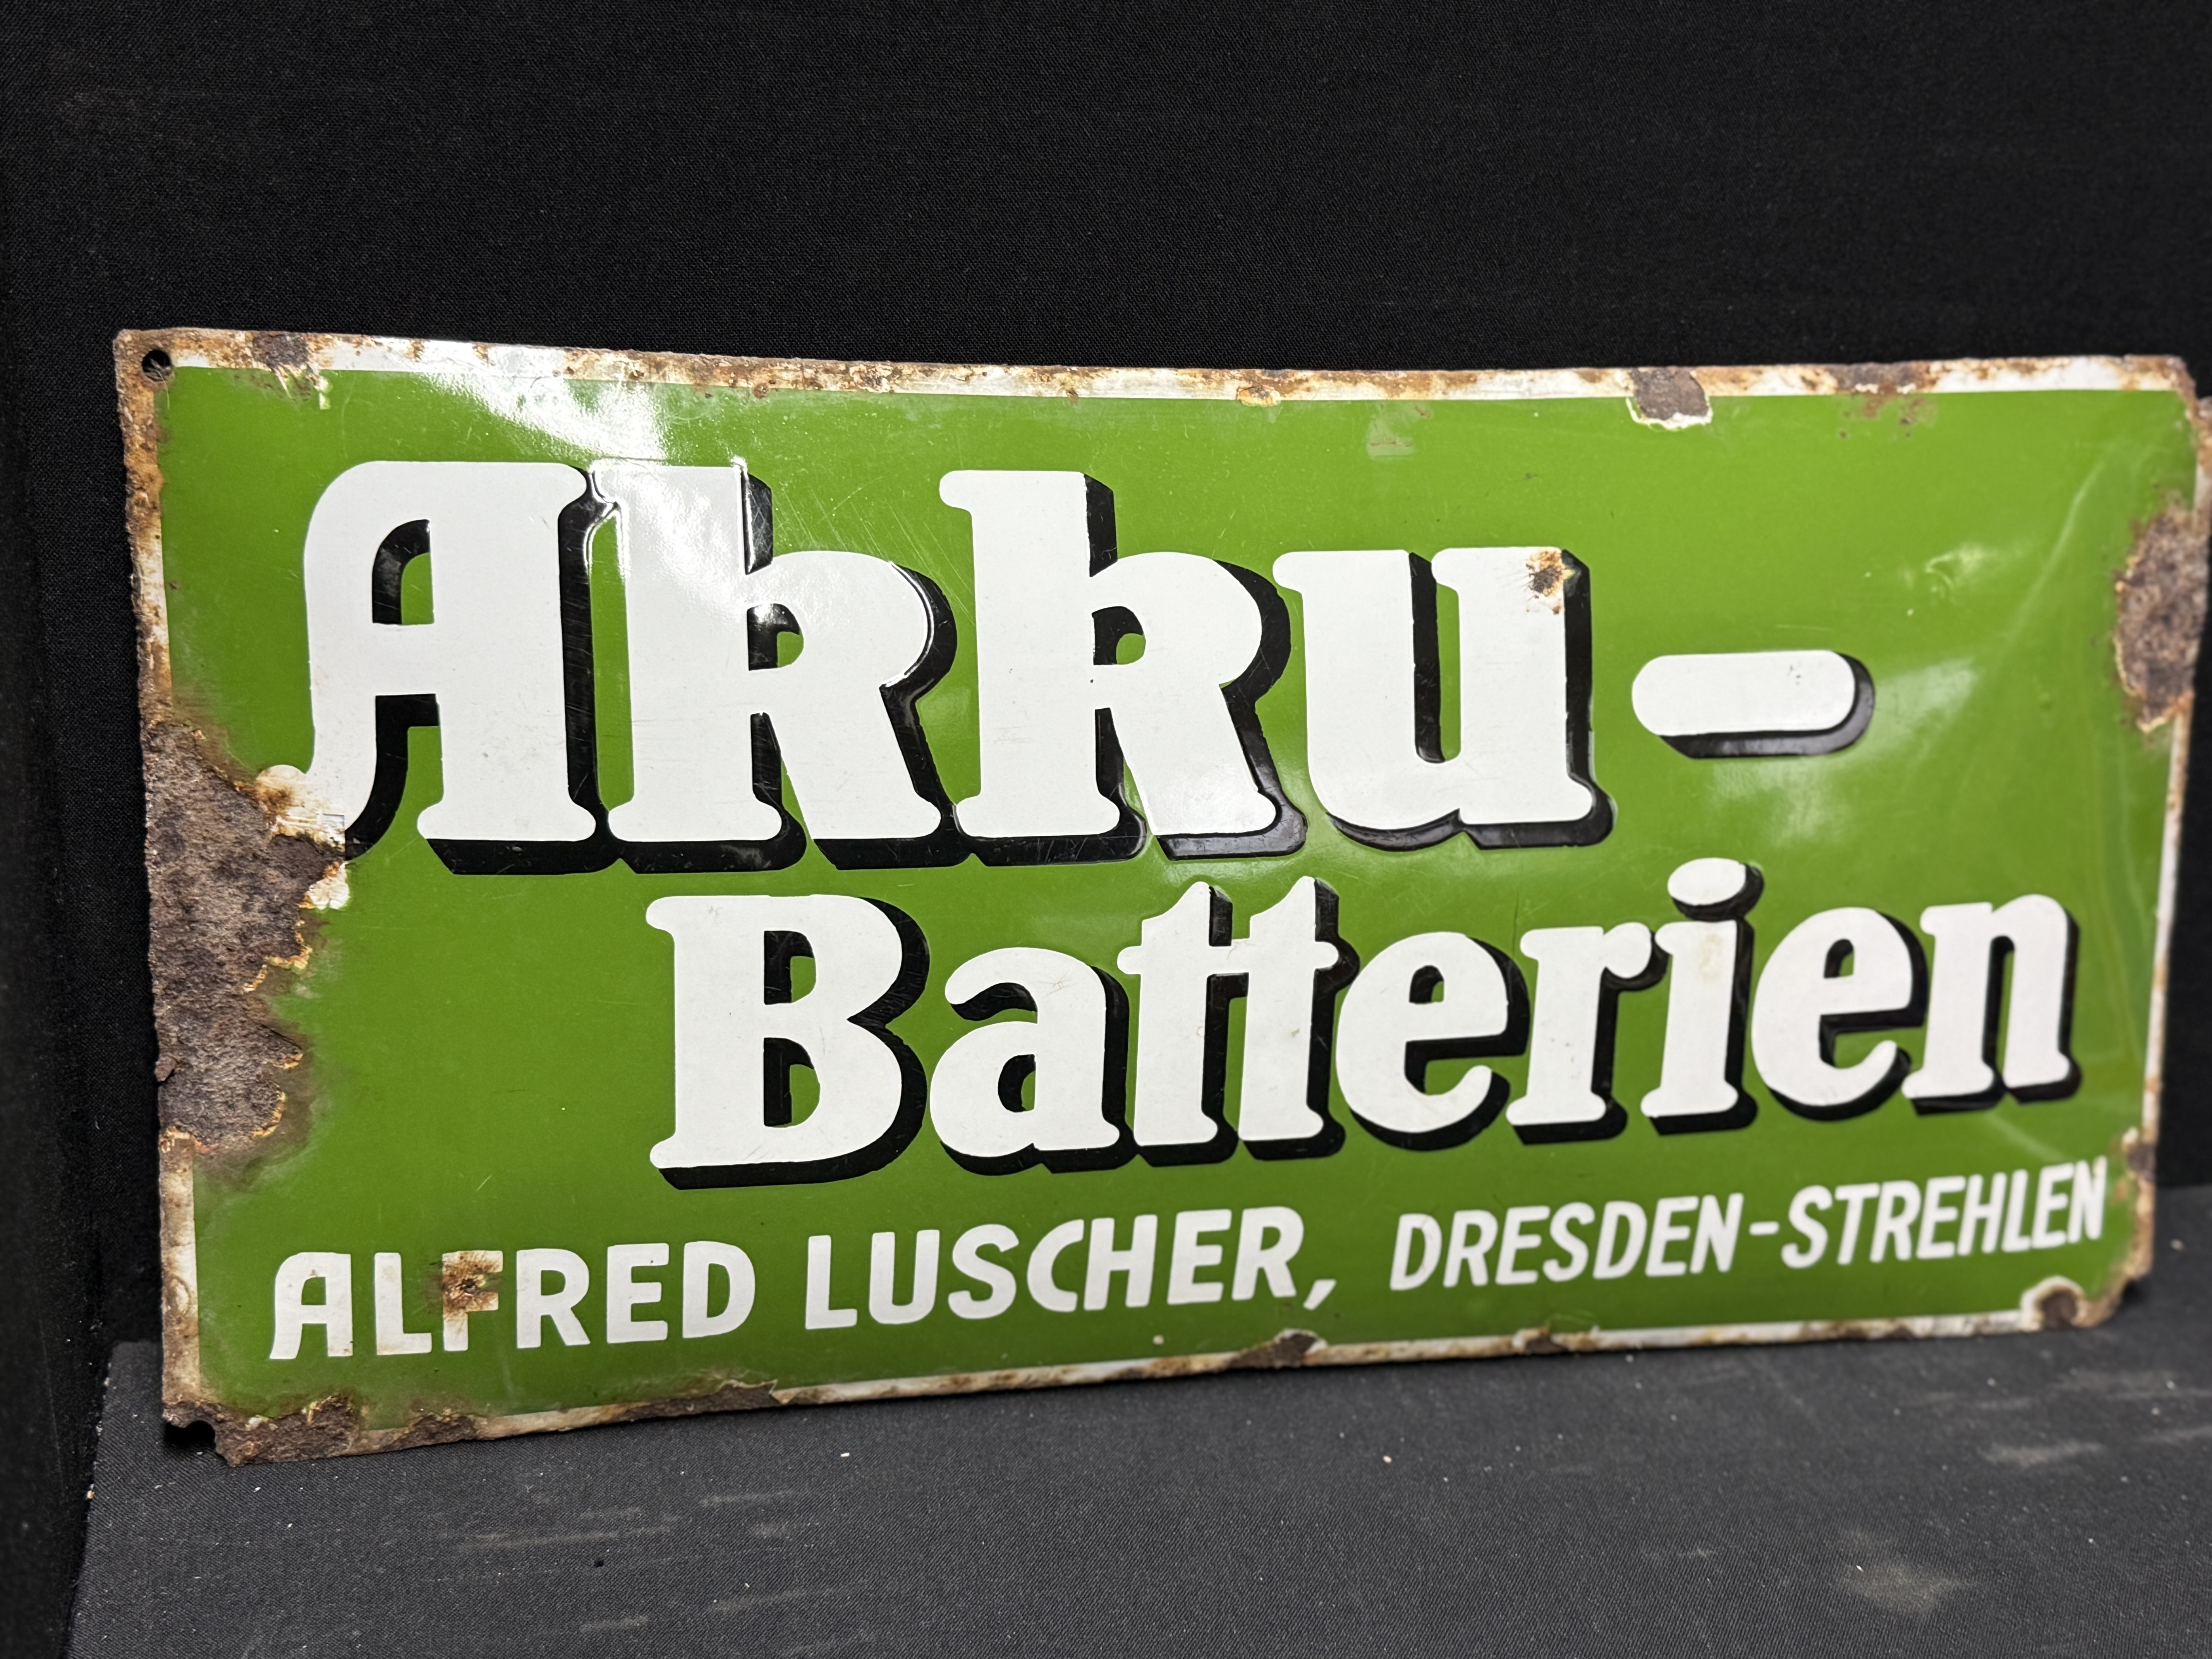 Akku-
Batterien
ALFRED LUSCHER, DRESDEN-STREHLEN